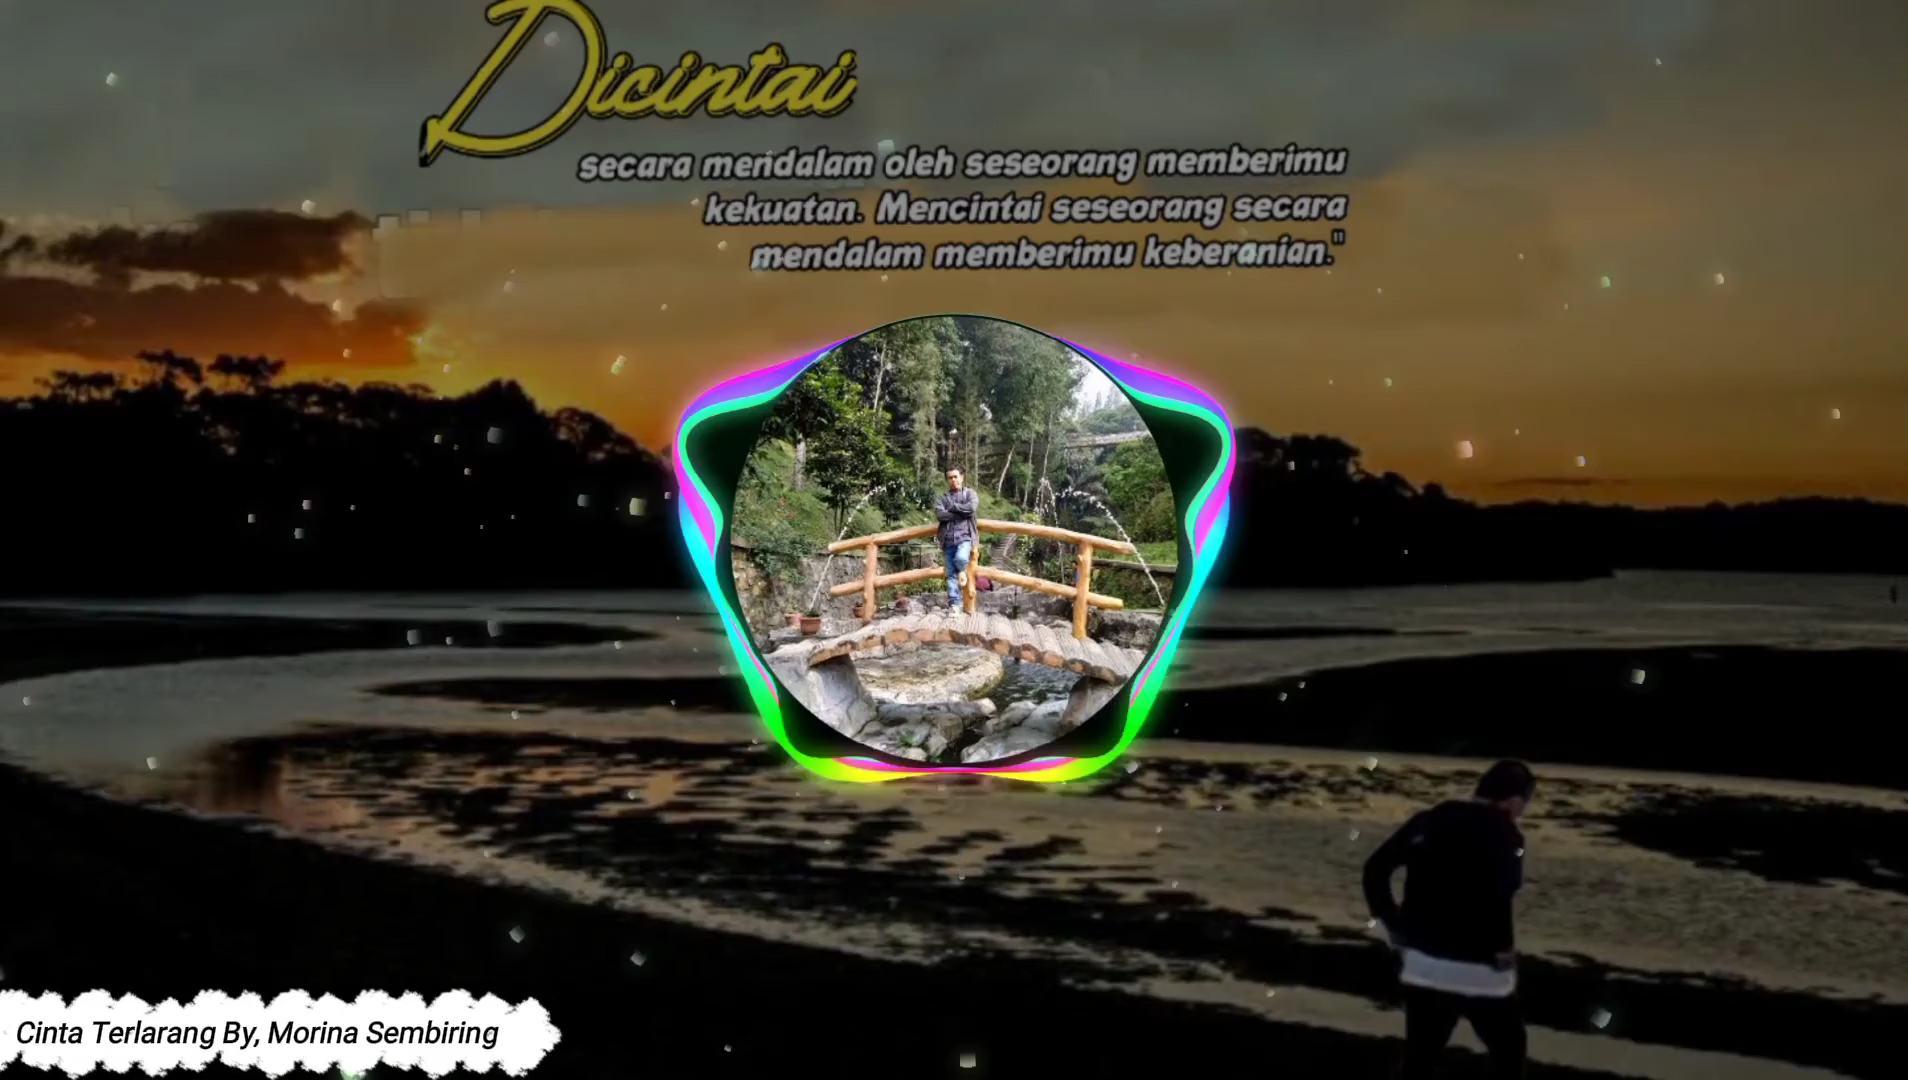 Dicintai
secara mendalam oleh seseorang memberimu
kekuatan. Mencintai seseorang secara
mendalam memberimu keberanian."
Cinta Terlarang By, Morina Sembiring